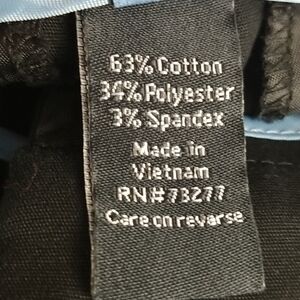 63% Cotton
34% Polyester
3% Spandex
Made in
Vietnam
RN#73277
Care on reverse